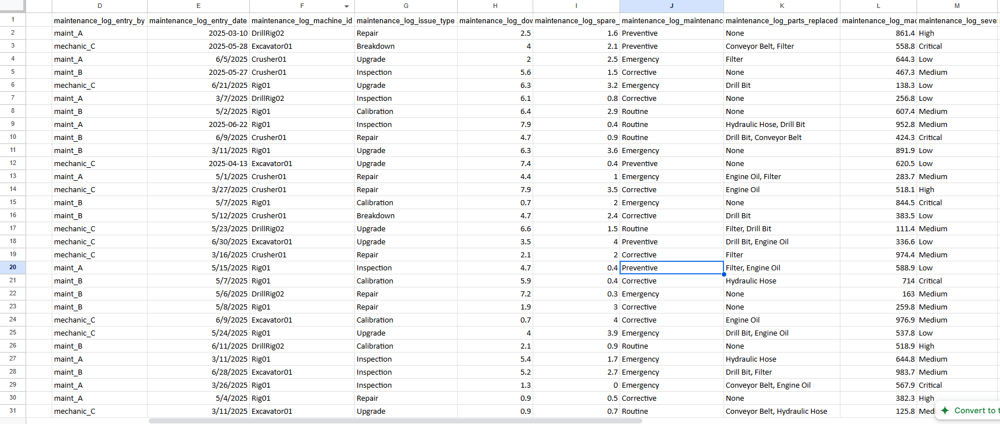 D E F G H I J K L M
1 maintenance_log_entry_by maintenance_log_entry_date maintenance_log_machine_id maintenance_log_issue_type maintenance_log_dow maintenance_log_spare_ maintenance_log_maintenance maintenance_log_parts_replaced maintenance_log_mac maintenance_log_seve
2 maint_A 2025-03-10 DrillRig02 Repair 2.5 1.6 Preventive None 861.4 High
3 mechanic_C 2025-05-28 Excavator01 Breakdown 4 2.1 Preventive Conveyor Belt, Filter 558.8 Critical
4 maint_A 6/5/2025 Crusher01 Upgrade 2 2.5 Emergency Filter 644.3 Low
5 maint_B 2025-05-27 Crusher01 Inspection 5.6 1.5 Corrective None 467.3 Medium
6 mechanic_C 6/21/2025 Rig01 Upgrade 6.3 3.2 Emergency Drill Bit 138.3 Low
7 maint_A 3/7/2025 DrillRig02 Inspection 6.1 0.8 Corrective None 256.8 Low
8 maint_B 5/2/2025 Rig01 Calibration 6.4 2.9 Routine None 607.4 Medium
9 maint_A 2025-06-22 Rig01 Inspection 7.9 0.4 Routine Hydraulic Hose, Drill Bit 952.8 Medium
10 maint_B 6/9/2025 Crusher01 Repair 4.7 0.9 Routine Drill Bit, Conveyor Belt 424.3 Critical
11 maint_B 3/11/2025 Rig01 Upgrade 6.3 3.6 Emergency None 891.9 Low
12 mechanic_C 2025-04-13 Excavator01 Upgrade 7.4 0.4 Preventive None 620.5 Low
13 maint_A 5/1/2025 Crusher01 Repair 4.4 1 Emergency Engine Oil, Filter 283.7 Medium
14 mechanic_C 3/27/2025 Crusher01 Repair 7.9 3.5 Corrective Engine Oil 518.1 High
15 maint_B 5/7/2025 Rig01 Calibration 0.7 2 Emergency None 844.5 Critical
16 maint_B 5/12/2025 Crusher01 Breakdown 4.7 2.4 Corrective Drill Bit 383.5 Low
17 mechanic_C 5/23/2025 DrillRig02 Upgrade 6.6 1.5 Routine Filter, Drill Bit 111.4 Medium
18 mechanic_C 6/30/2025 Excavator01 Upgrade 3.5 4 Preventive Drill Bit, Engine Oil 336.6 Low
19 mechanic_C 3/16/2025 Crusher01 Repair 2.1 2 Corrective Filter 974.4 Medium
20 maint_A 5/15/2025 Rig01 Inspection 4.7 0.4 Preventive Filter, Engine Oil 588.9 Low
21 maint_B 5/7/2025 Rig01 Calibration 5.9 0.4 Corrective Hydraulic Hose 714 Critical
22 maint_B 5/6/2025 DrillRig02 Repair 7.2 0.3 Emergency None 163 Medium
23 maint_B 5/8/2025 Rig01 Repair 1.9 3 Corrective None 259.8 Medium
24 mechanic_C 6/9/2025 Excavator01 Calibration 0.7 4 Corrective Engine Oil 976.9 Medium
25 mechanic_C 5/24/2025 Rig01 Upgrade 4 3.9 Emergency Drill Bit, Engine Oil 537.8 Low
26 maint_B 6/11/2025 DrillRig02 Calibration 2.1 0.9 Routine None 518.9 High
27 maint_A 3/11/2025 Rig01 Inspection 5.4 1.7 Emergency Hydraulic Hose 644.8 Medium
28 maint_B 6/28/2025 Excavator01 Inspection 5.2 2.7 Emergency Drill Bit, Filter 983.7 Medium
29 maint_A 3/26/2025 Rig01 Inspection 1.3 0 Emergency Conveyor Belt, Engine Oil 567.9 Critical
30 maint_A 5/4/2025 Rig01 Repair 0.9 0.5 Corrective None 382.3 High
31 mechanic_C 3/11/2025 Excavator01 Upgrade 0.9 0.7 Routine Conveyor Belt, Hydraulic Hose 125.8 Medi
Convert to t